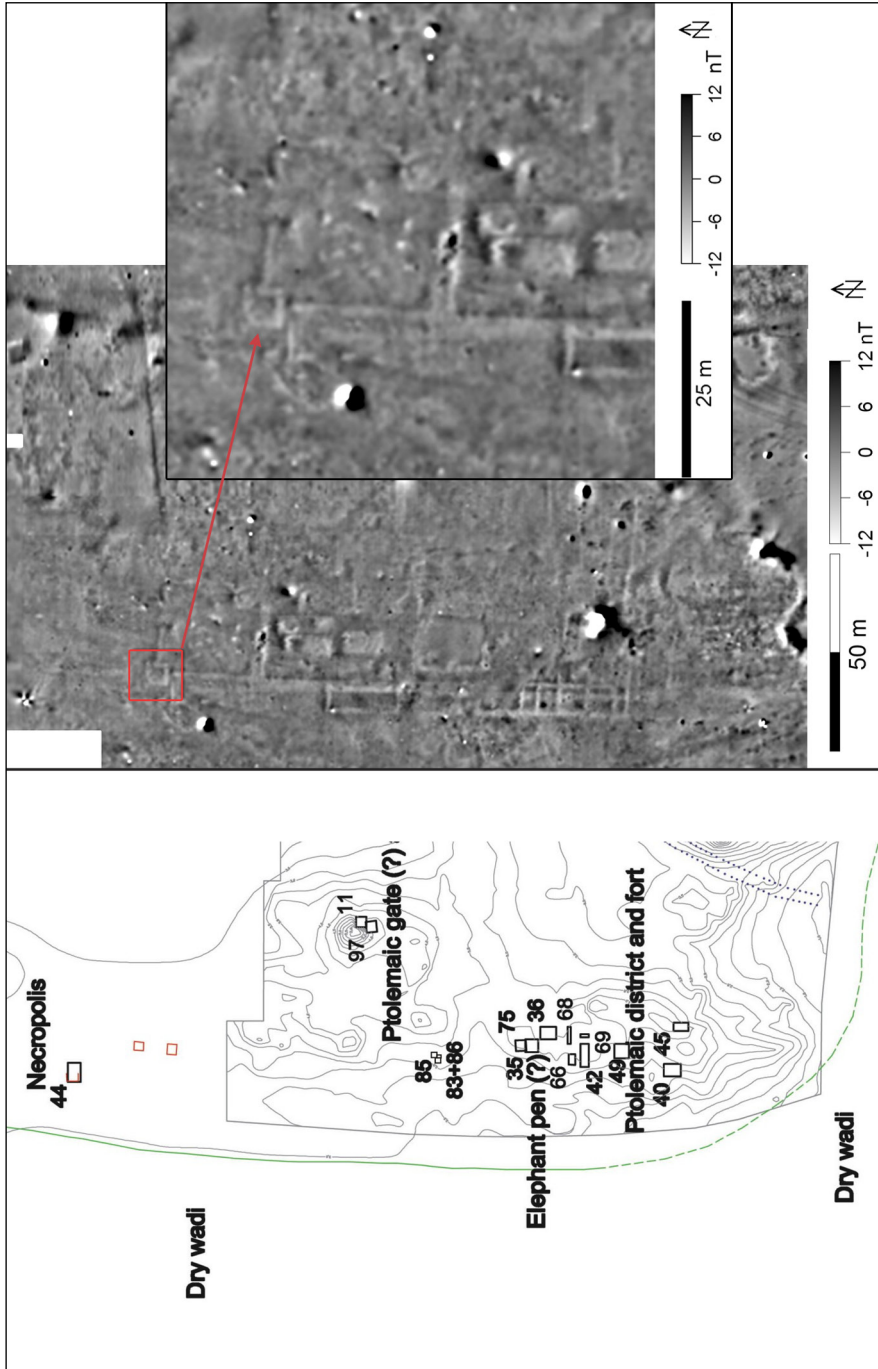 Necropolis
44
Dry wadi
11
97
Ptolemaic gate (?)
85
83+86
35 75
Elephant pen (?) 36
66 68
42 69
49
Ptolemaic district and fort
40 45
Dry wadi
25 m
-12 -6 0 6 12 nT
N
50 m
-12 -6 0 6 12 nT
N